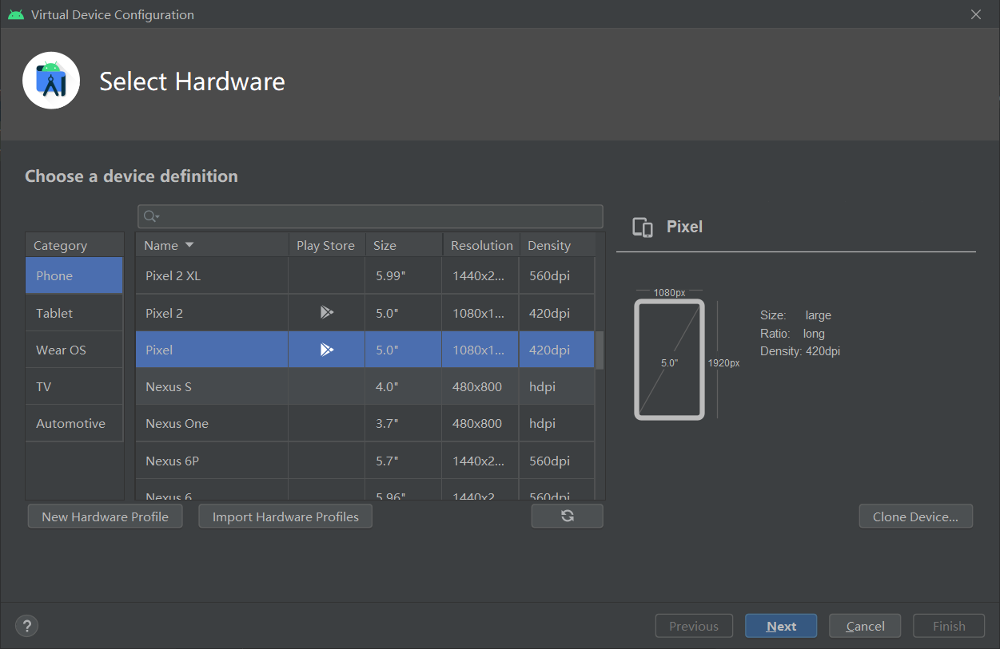 Virtual Device Configuration
Select Hardware
Choose a device definition
Category
Phone
Tablet
Wear OS
TV
Automotive
Name Play Store Size Resolution Density
Pixel 2 XL 5.99" 1440x2... 560dpi
Pixel 2 5.0" 1080x1... 420dpi
Pixel 5.0" 1080x1... 420dpi
Nexus S 4.0" 480x800 hdpi
Nexus One 3.7" 480x800 hdpi
Nexus 6P 5.7" 1440x2... 560dpi
Nexus 6 5.96" 1440x2 560dpi
Pixel
1080px
5.0"
1920px
Size: large
Ratio: long
Density: 420dpi
New Hardware Profile Import Hardware Profiles Clone Device...
? Previous Next Cancel Finish